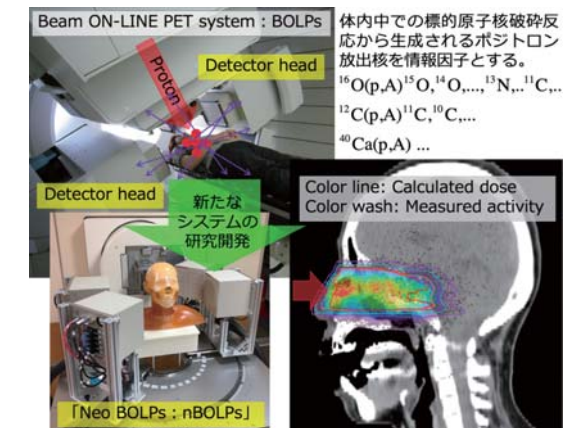 Beam ON-LINE PET system : BOLPs
Proton
Detector head
Detector head
体内中での標的原子核破砕反
応から生成されるポジトロン
放出核を情報因子とする。
¹⁶O(p,A)¹⁵O,¹⁴O,...,¹³N,..¹¹C,..
¹²C(p,A)¹¹C,¹⁰C,...
⁴⁰Ca(p,A) ...
新たな
システムの
研究開発
Color line: Calculated dose
Color wash: Measured activity
「Neo BOLPs : nBOLPs」